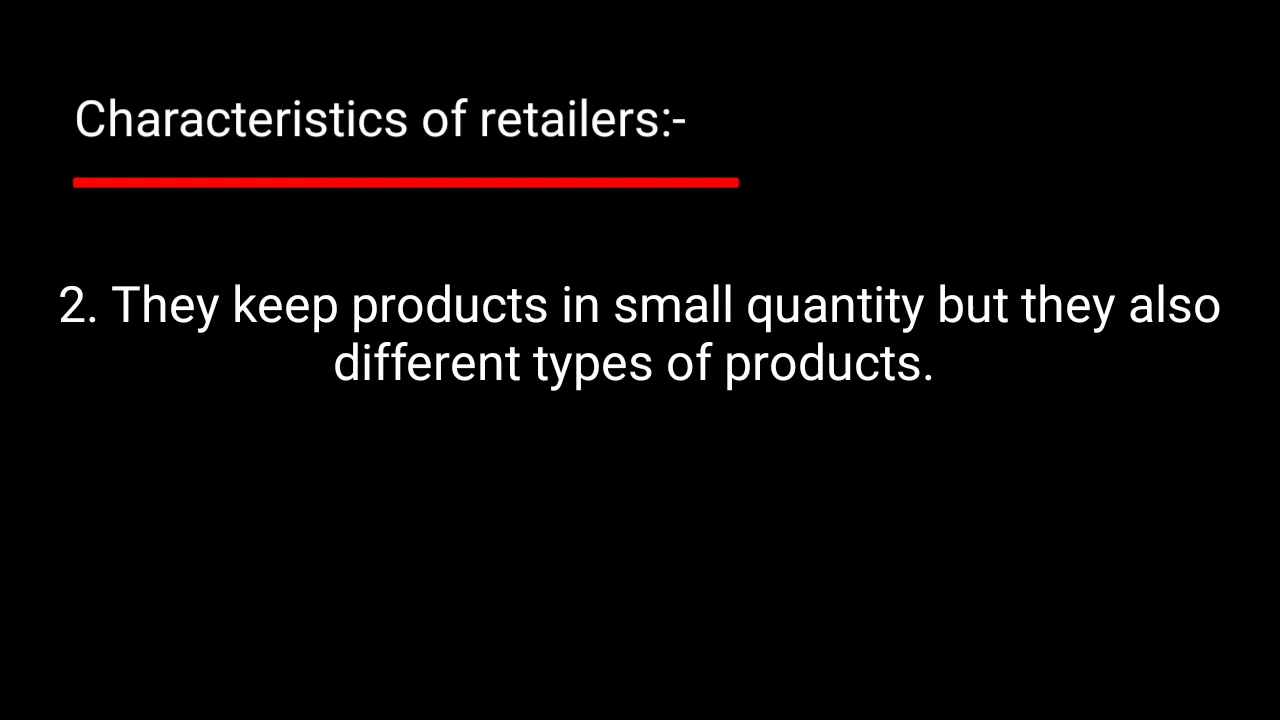 Characteristics of retailers:-
2. They keep products in small quantity but they also
different types of products.